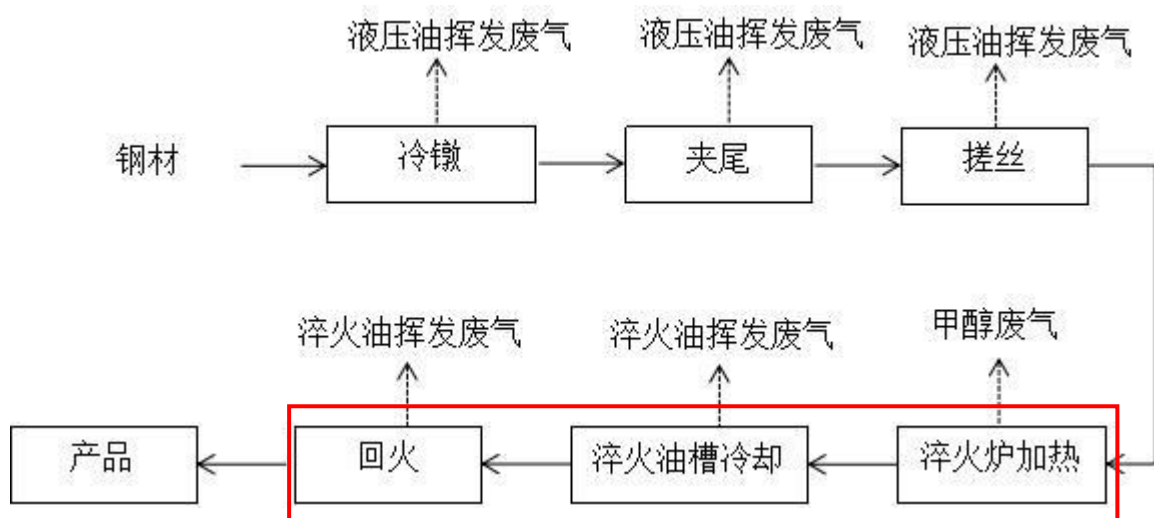 液压油挥发废气
液压油挥发废气
液压油挥发废气
钢材
冷镦
夹尾
搓丝
淬火油挥发废气
淬火油挥发废气
甲醇废气
产品
回火
淬火油槽冷却
淬火炉加热